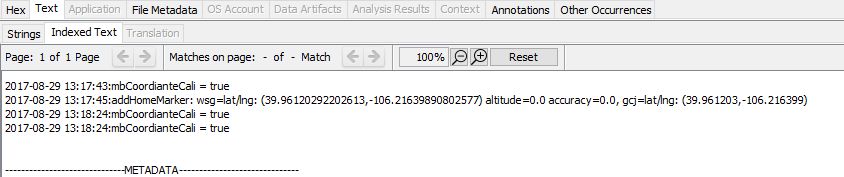 Hex Text Application File Metadata OS Account Data Artifacts Analysis Results Context Annotations Other Occurrences
Strings Indexed Text Translation
Page: 1 of 1 Page Matches on page: - of - Match 100% Reset
2017-08-29 13:17:43:mbCoordianteCali = true
2017-08-29 13:17:45:addHomeMarker: wsg=lat/lng: (39.96120292202613,-106.21639890802577) altitude=0.0 accuracy=0.0, gcj=lat/lng: (39.961203,-106.216399)
2017-08-29 13:18:24:mbCoordianteCali = true
2017-08-29 13:18:24:mbCoordianteCali = true
------------------------------METADATA------------------------------